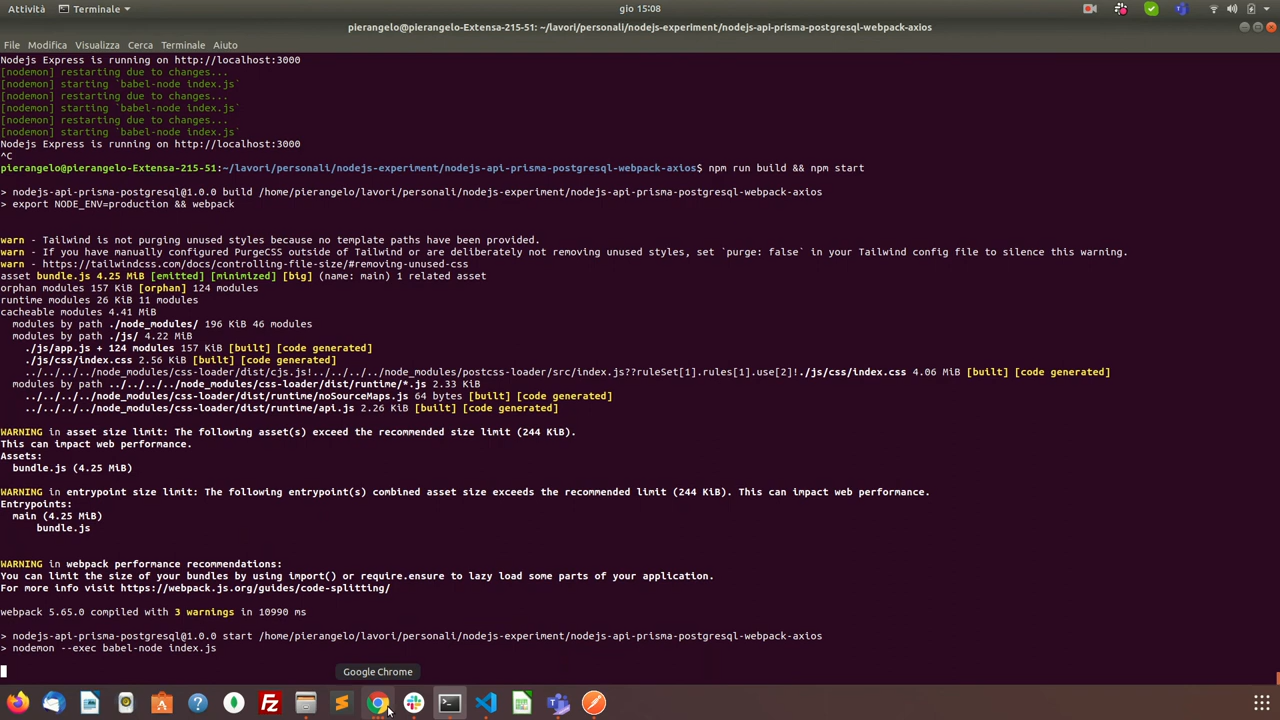 Attività
Terminale
gio 15:08
pierangelo@pierangelo-Extensa-215-51: ~/lavori/personali/nodejs-experiment/nodejs-api-prisma-postgresql-webpack-axios
File Modifica Visualizza Cerca Terminale Aiuto
Nodejs Express is running on http://localhost:3000
[nodemon] restarting due to changes...
[nodemon] starting `babel-node index.js`
[nodemon] restarting due to changes...
[nodemon] starting `babel-node index.js`
[nodemon] restarting due to changes...
[nodemon] starting `babel-node index.js`
Nodejs Express is running on http://localhost:3000
^C
pierangelo@pierangelo-Extensa-215-51:~/lavori/personali/nodejs-experiment/nodejs-api-prisma-postgresql-webpack-axios$ npm run build && npm start
> nodejs-api-prisma-postgresql@1.0.0 build /home/pierangelo/lavori/personali/nodejs-experiment/nodejs-api-prisma-postgresql-webpack-axios
> export NODE_ENV=production && webpack
warn - Tailwind is not purging unused styles because no template paths have been provided.
warn - If you have manually configured PurgeCSS outside of Tailwind or are deliberately not removing unused styles, set `purge: false` in your Tailwind config file to silence this warning.
warn - https://tailwindcss.com/docs/controlling-file-size/#removing-unused-css
asset bundle.js 4.25 MiB [emitted] [minimized] [big] (name: main) 1 related asset
orphan modules 157 KiB [orphan] 124 modules
runtime modules 26 KiB 11 modules
cacheable modules 4.41 MiB
modules by path ./node_modules/ 196 KiB 46 modules
modules by path ./js/ 4.22 MiB
./js/app.js + 124 modules 157 KiB [built] [code generated]
./js/css/index.css 2.56 KiB [built] [code generated]
../../../../node_modules/css-loader/dist/cjs.js!../../../../node_modules/postcss-loader/src/index.js??ruleSet[1].rules[1].use[2]!./js/css/index.css 4.06 MiB [built] [code generated]
modules by path ../../../../node_modules/css-loader/dist/runtime/*.js 2.33 KiB
../../../../node_modules/css-loader/dist/runtime/noSourceMaps.js 64 bytes [built] [code generated]
../../../../node_modules/css-loader/dist/runtime/api.js 2.26 KiB [built] [code generated]
WARNING in asset size limit: The following asset(s) exceed the recommended size limit (244 KiB).
This can impact web performance.
Assets:
bundle.js (4.25 MiB)
WARNING in entrypoint size limit: The following entrypoint(s) combined asset size exceeds the recommended limit (244 KiB). This can impact web performance.
Entrypoints:
main (4.25 MiB)
bundle.js
WARNING in webpack performance recommendations:
You can limit the size of your bundles by using import() or require.ensure to lazy load some parts of your application.
For more info visit https://webpack.js.org/guides/code-splitting/
webpack 5.65.0 compiled with 3 warnings in 10990 ms
> nodejs-api-prisma-postgresql@1.0.0 start /home/pierangelo/lavori/personali/nodejs-experiment/nodejs-api-prisma-postgresql-webpack-axios
> nodemon --exec babel-node index.js
Google Chrome